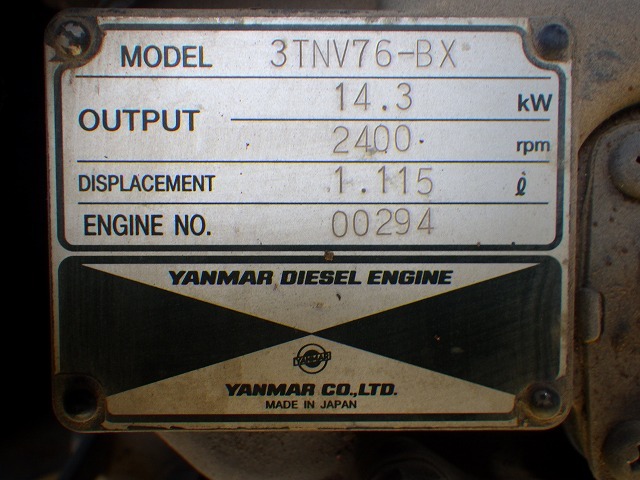 MODEL 3TNV76-BX
OUTPUT 14.3 kW
2400 rpm
DISPLACEMENT 1.115 ℓ
ENGINE NO. 00294
YANMAR DIESEL ENGINE
YANMAR
YANMAR CO.,LTD.
MADE IN JAPAN